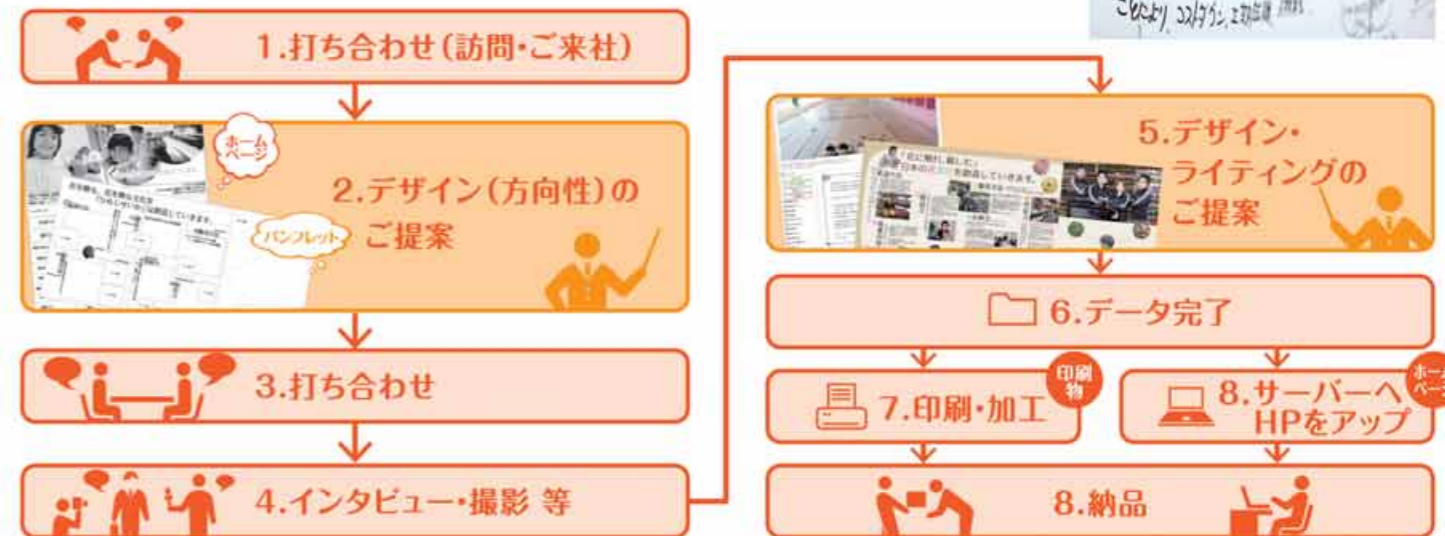 1.打ち合わせ(訪問・ご来社)
ホーム
ページ
2.デザイン(方向性)の
ご提案
パンフレット
3.打ち合わせ
4.インタビュー・撮影 等
5.デザイン・
ライティングの
ご提案
6.データ完了
印刷
物
7.印刷・加工
ホーム
ページ
8.サーバーへ
HPをアップ
8.納品